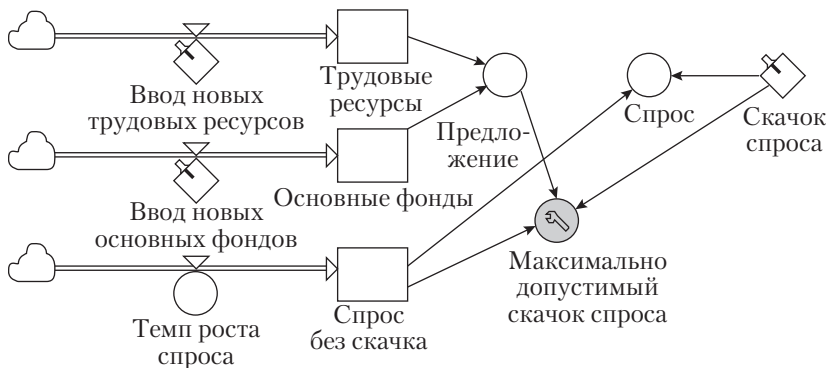 Ввод новых
трудовых ресурсов
Трудовые
ресурсы
Предло-
жение
Спрос
Скачок
спроса
Ввод новых
основных фондов
Основные фонды
Темп роста
спроса
Спрос
без скачка
Максимально
допустимый
скачок спроса